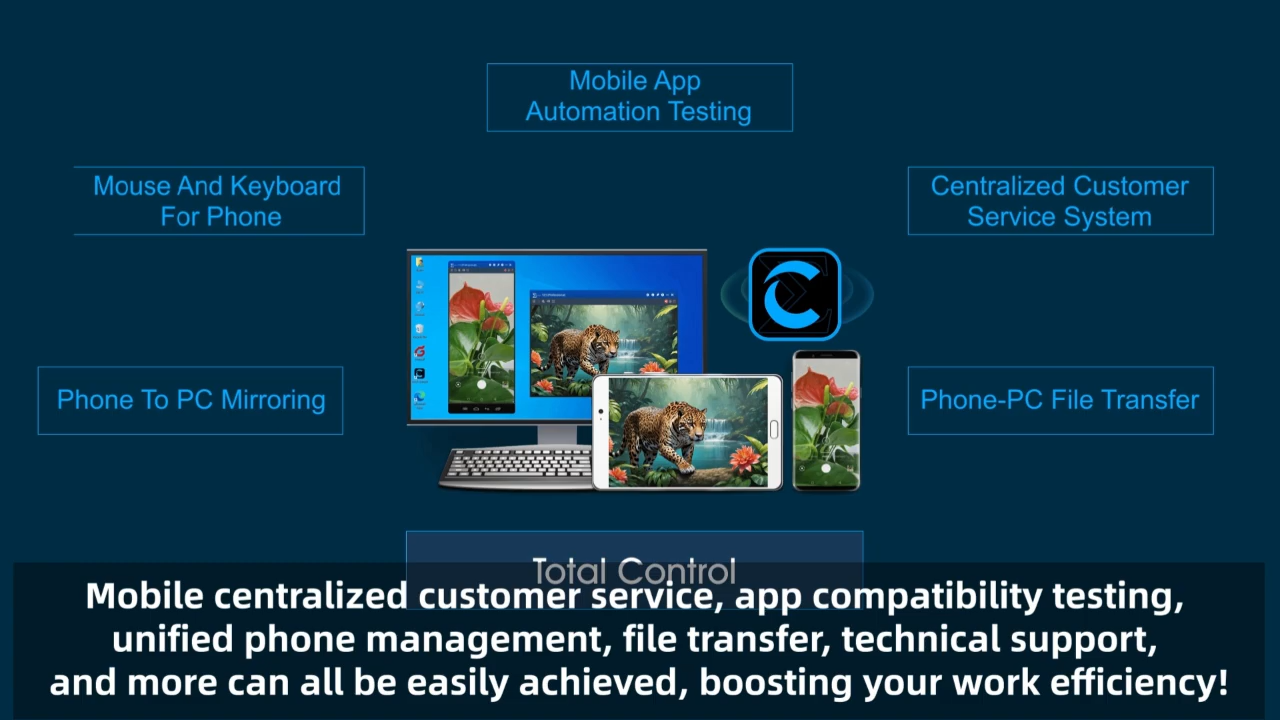 Mobile App
Automation Testing
Mouse And Keyboard
For Phone
Centralized Customer
Service System
Phone To PC Mirroring
Phone-PC File Transfer
Total Control
Mobile centralized customer service, app compatibility testing,
unified phone management, file transfer, technical support,
and more can all be easily achieved, boosting your work efficiency!